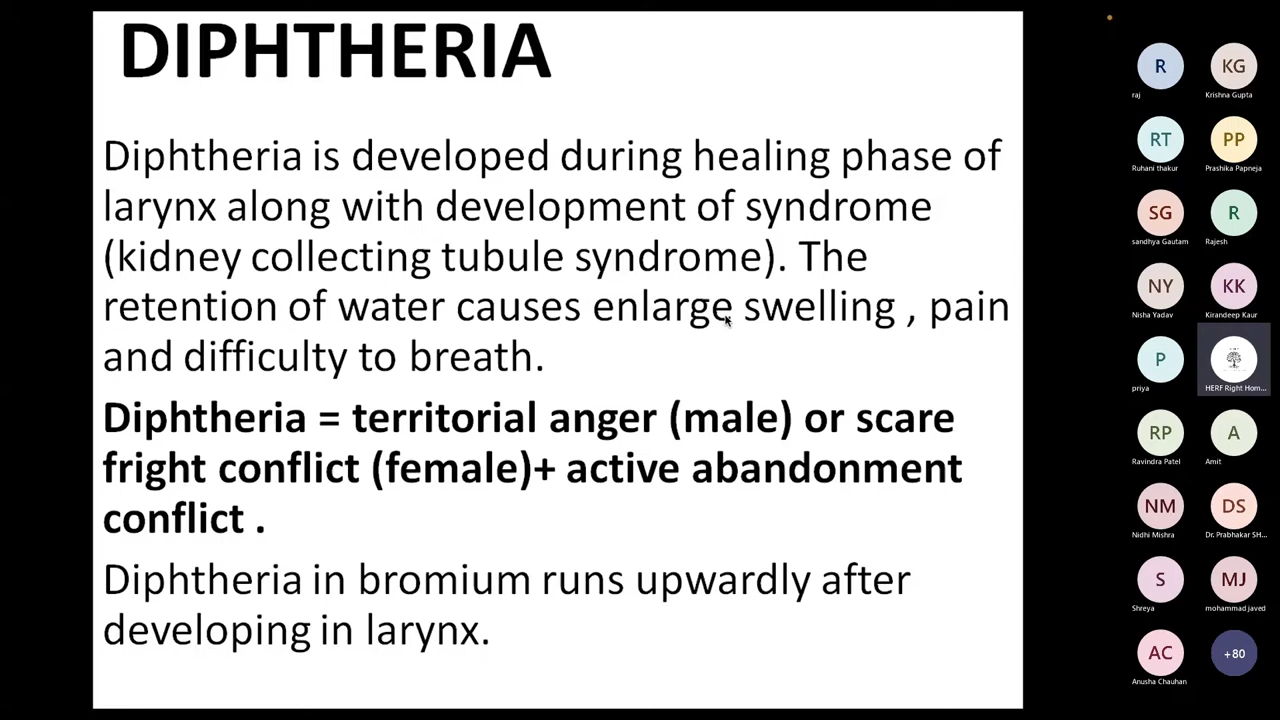 DIPHTHERIA
Diphtheria is developed during healing phase of
larynx along with development of syndrome
(kidney collecting tubule syndrome). The
retention of water causes enlarge swelling , pain
and difficulty to breath.
Diphtheria = territorial anger (male) or scare
fright conflict (female)+ active abandonment
conflict .
Diphtheria in bromium runs upwardly after
developing in larynx.
R
KG
raj
Krishna Gupta
RT
PP
Ruhani thakur
Prashika Papneja
SG
R
sandhya Gautam
Rajesh
NY
KK
Nisha Yadav
Kirandeep Kaur
P
priya
HERF Right Hom...
RP
A
Ravindra Patel
Amit
NM
DS
Nidhi Mishra
Dr. Prabhakar SH...
S
MJ
Shreya
mohammad javed
AC
+80
Anusha Chauhan